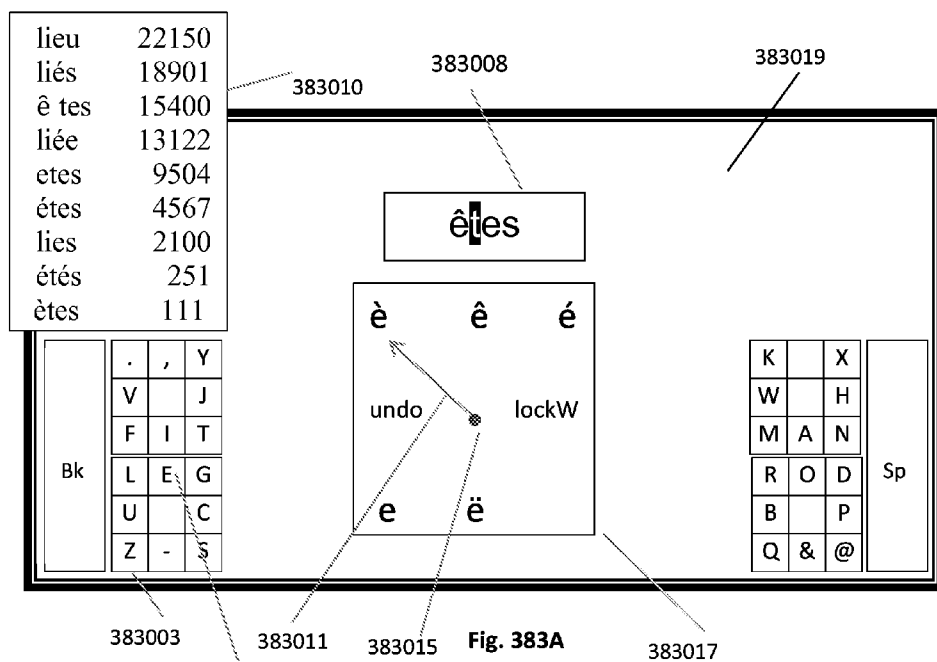 lieu 22150
liés 18901
ê tes 15400
liée 13122
etes 9504
étes 4567
lies 2100
étés 251
ètes 111
383010
383008
383019
êtes
è ê é
undo lockW
e ë
Bk
. , Y
V J
F I T
L E G
U C
Z - S
K X
W H
M A N
R O D
B P
Q & @
Sp
383003
383011
383015
Fig. 383A
383017